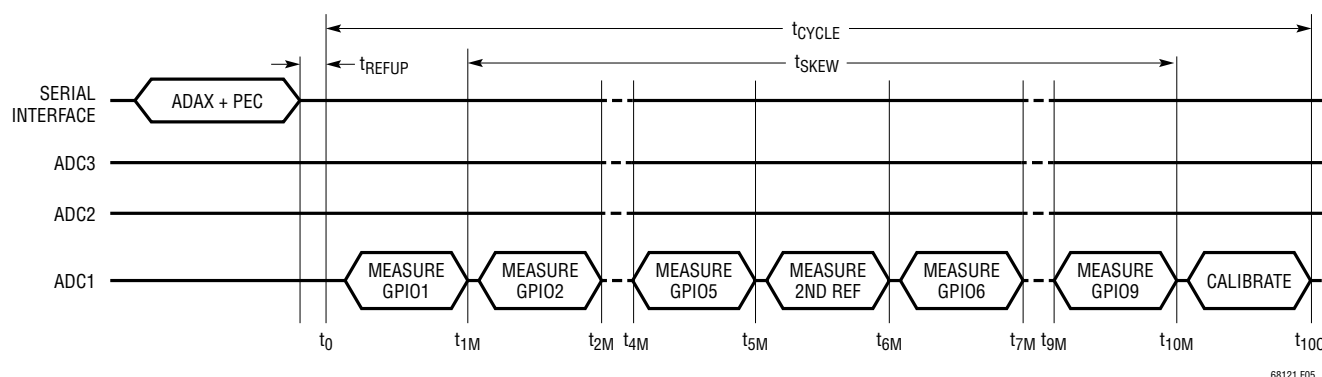 tCYCLE
tREFUP
tSKEW
SERIAL
INTERFACE
ADAX + PEC
ADC3
ADC2
ADC1
MEASURE
GPIO1
MEASURE
GPIO2
MEASURE
GPIO5
MEASURE
2ND REF
MEASURE
GPIO6
MEASURE
GPIO9
CALIBRATE
t0
t1M
t2M
t4M
t5M
t6M
t7M
t9M
t10M
t10C
68121 F05